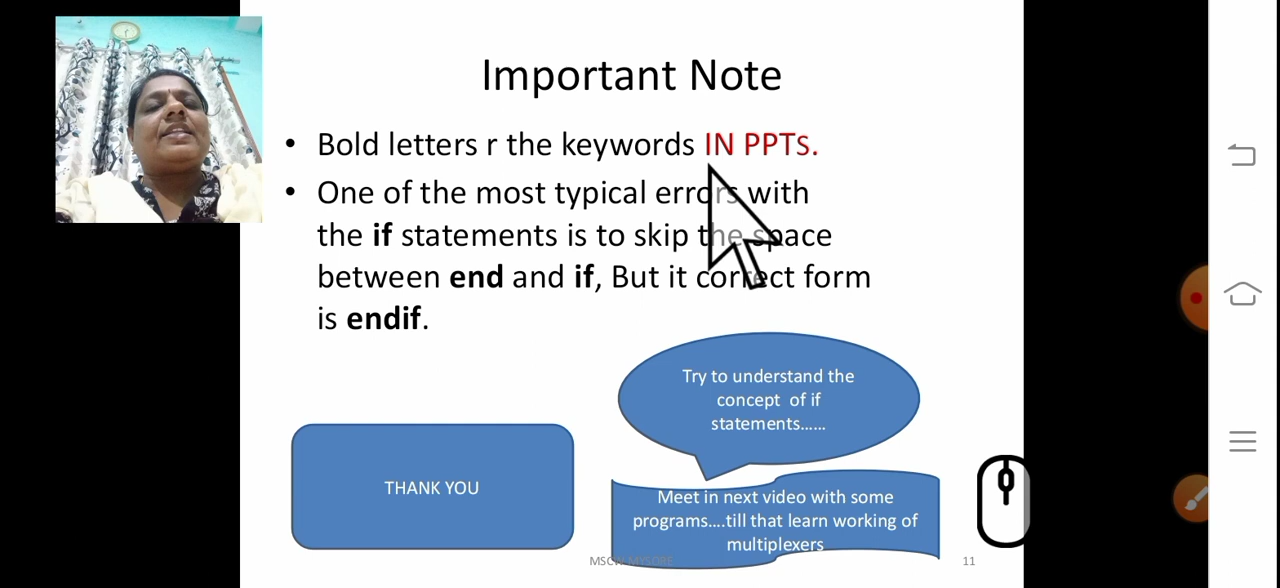 Important Note
• Bold letters r the keywords IN PPTs.
• One of the most typical errors with
the if statements is to skip the space
between end and if, But it correct form
is endif.
Try to understand the
concept of if
statements......
THANK YOU
Meet in next video with some
programs....till that learn working of
multiplexers
11